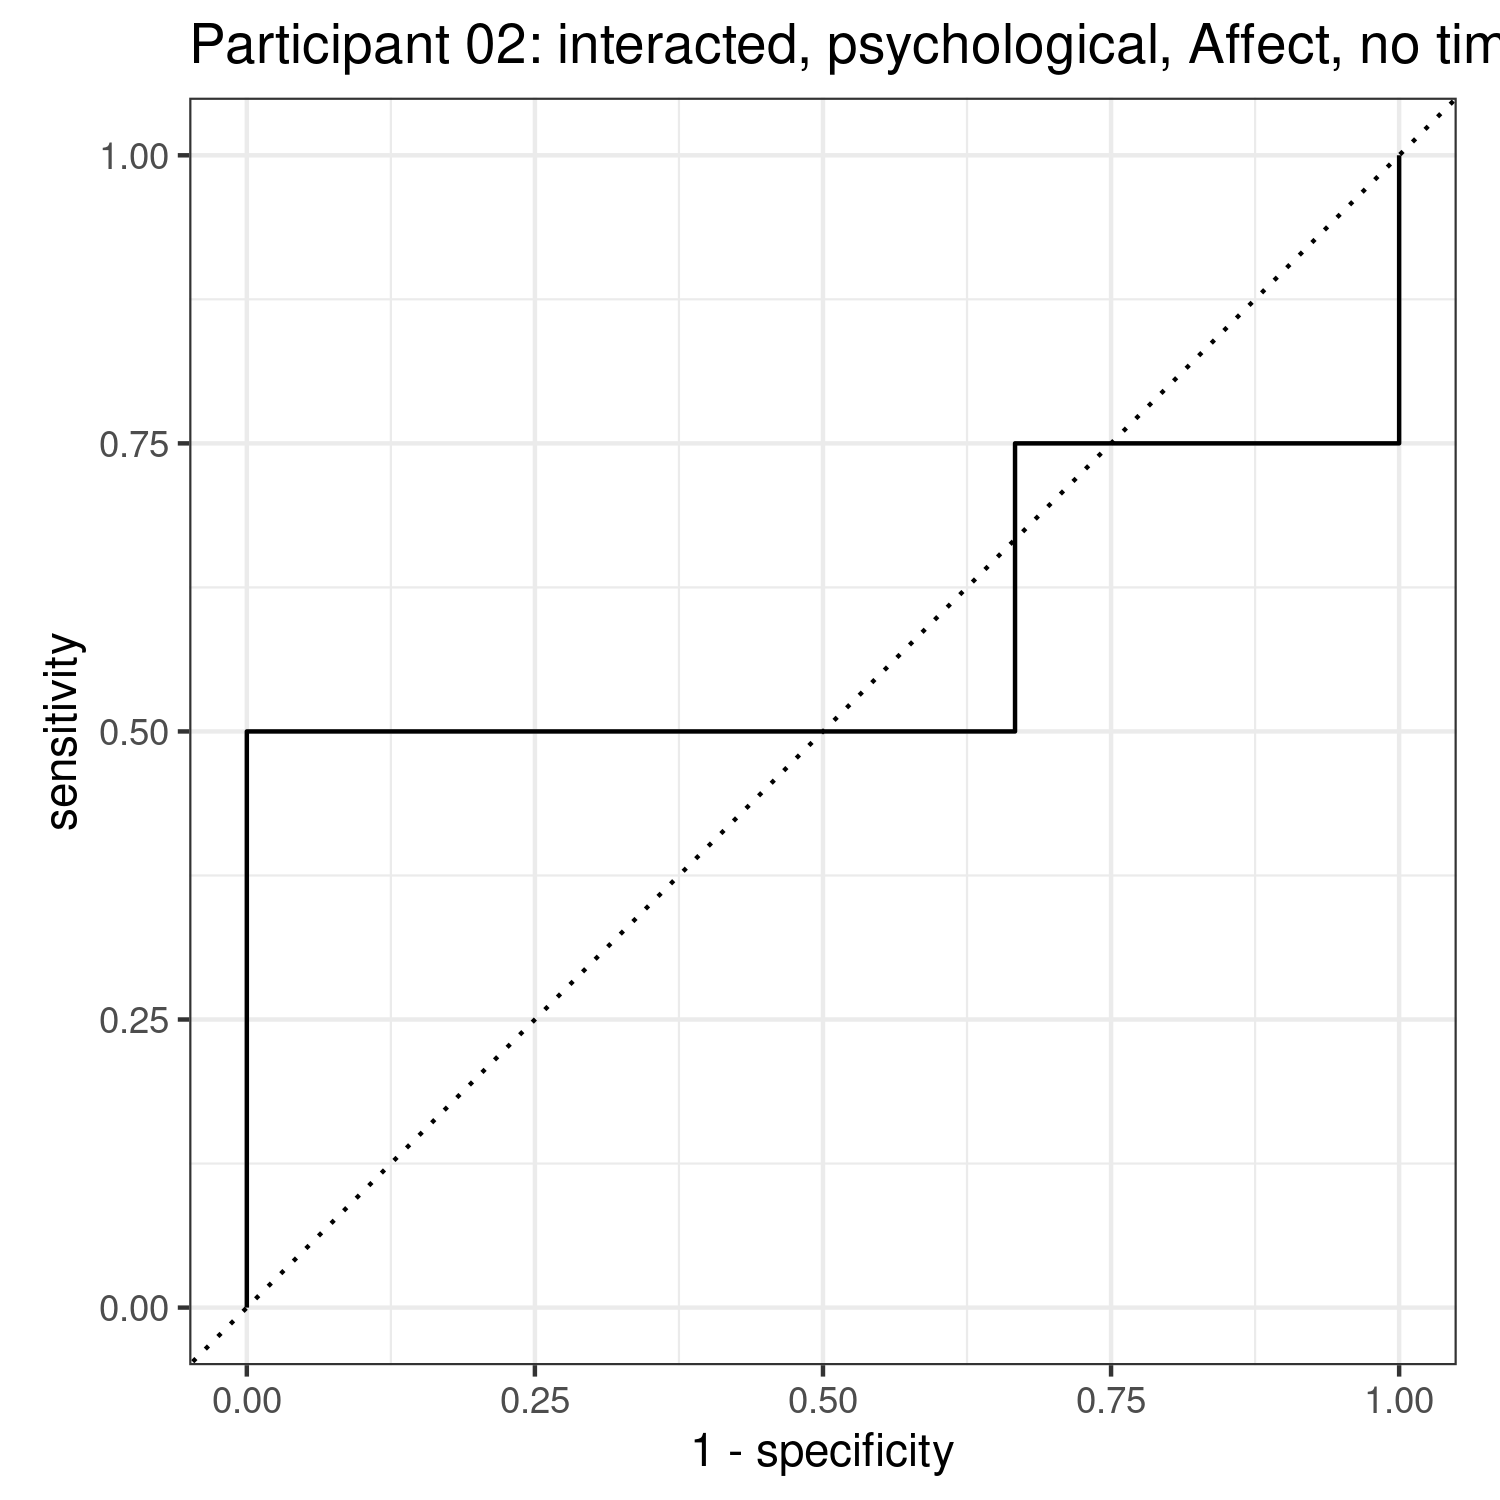 Participant 02: interacted, psychological, Affect, no tim
1.00
0.75
0.50
0.25
0.00
sensitivity
0.00 0.25 0.50 0.75 1.00
1 - specificity